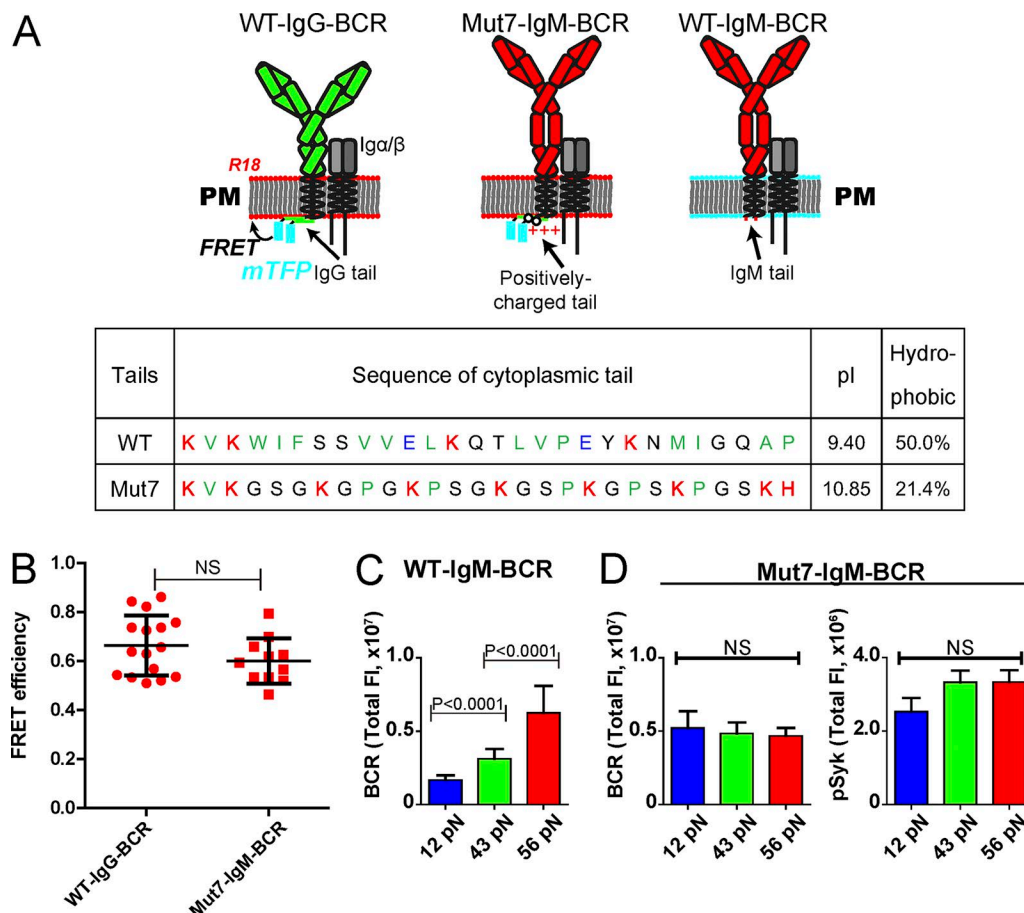 A
WT-IgG-BCR Mut7-IgM-BCR WT-IgM-BCR
Igα/β
R18
PM PM
+++
FRET
mTFP IgG tail
Positively-
charged tail
IgM tail
Tails Sequence of cytoplasmic tail pI Hydro-
phobic
WT K V K W I F S S V V E L K Q T L V P E Y K N M I G Q A P 9.40 50.0%
Mut7 K V K G S G K G P G K P S G K G S P K G P S K P G S K H 10.85 21.4%
B
FRET efficiency
1.0
0.8
0.6
0.4
0.2
0.0
NS
WT-IgG-BCR
Mut7-IgM-BCR
C WT-IgM-BCR
BCR (Total FI, x10⁷)
1.0
0.5
0
P<0.0001
P<0.0001
12 pN
43 pN
56 pN
D Mut7-IgM-BCR
BCR (Total FI, x10⁷)
1.0
0.5
0
NS
12 pN
43 pN
56 pN
pSyk (Total FI, x10⁶)
4.0
2.0
0
NS
12 pN
43 pN
56 pN